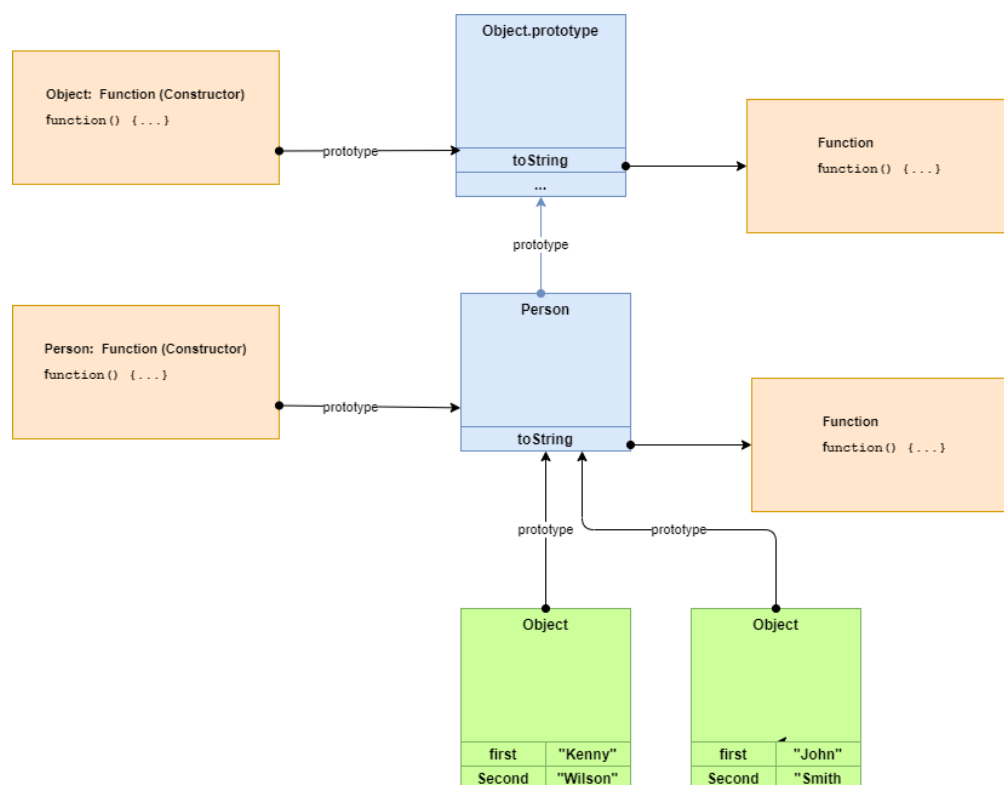 Object.prototype
Object:  Function (Constructor)
function() {...}
prototype
toString
...
Function
function() {...}
prototype
Person
Person:  Function (Constructor)
function() {...}
prototype
toString
Function
function() {...}
prototype
prototype
Object
Object
first
"Kenny"
first
"John"
Second
"Wilson"
Second
"Smith